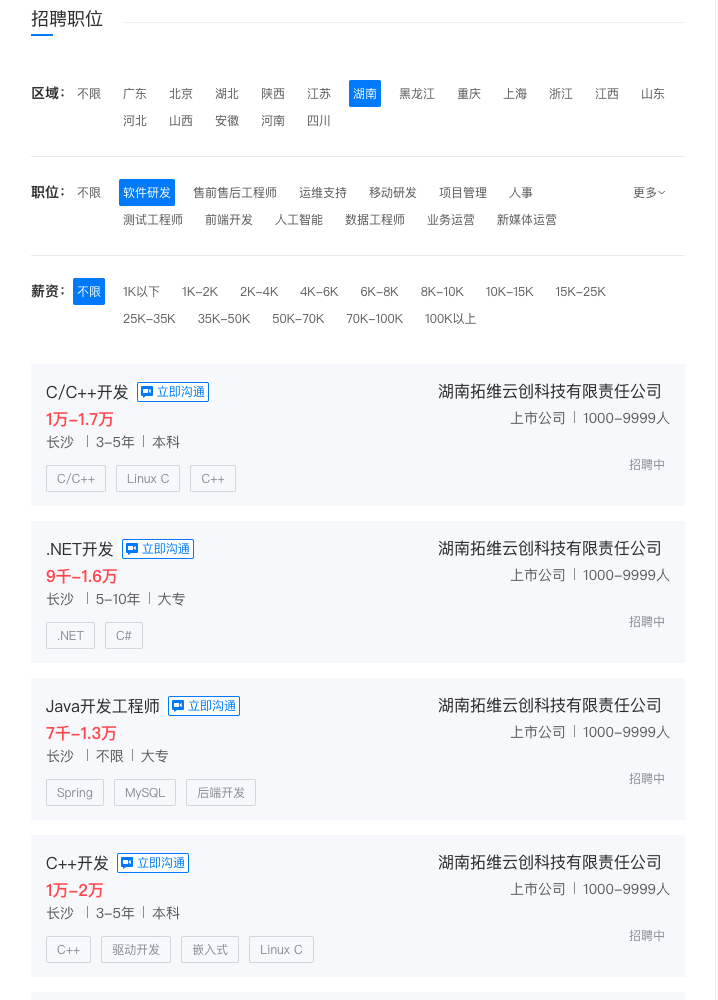 招聘职位
区域： 不限 广东 北京 湖北 陕西 江苏 湖南 黑龙江 重庆 上海 浙江 江西 山东
河北 山西 安徽 河南 四川
职位： 不限 软件研发 售前售后工程师 运维支持 移动研发 项目管理 人事 更多
测试工程师 前端开发 人工智能 数据工程师 业务运营 新媒体运营
薪资： 不限 1K以下 1K-2K 2K-4K 4K-6K 6K-8K 8K-10K 10K-15K 15K-25K
25K-35K 35K-50K 50K-70K 70K-100K 100K以上
C/C++开发 立即沟通 湖南拓维云创科技有限责任公司
1万-1.7万 上市公司 | 1000-9999人
长沙 | 3-5年 | 本科
招聘中
C/C++ Linux C C++
.NET开发 立即沟通 湖南拓维云创科技有限责任公司
9千-1.6万 上市公司 | 1000-9999人
长沙 | 5-10年 | 大专
招聘中
.NET C#
Java开发工程师 立即沟通 湖南拓维云创科技有限责任公司
7千-1.3万 上市公司 | 1000-9999人
长沙 | 不限 | 大专
招聘中
Spring MySQL 后端开发
C++开发 立即沟通 湖南拓维云创科技有限责任公司
1万-2万 上市公司 | 1000-9999人
长沙 | 3-5年 | 本科
招聘中
C++ 驱动开发 嵌入式 Linux C